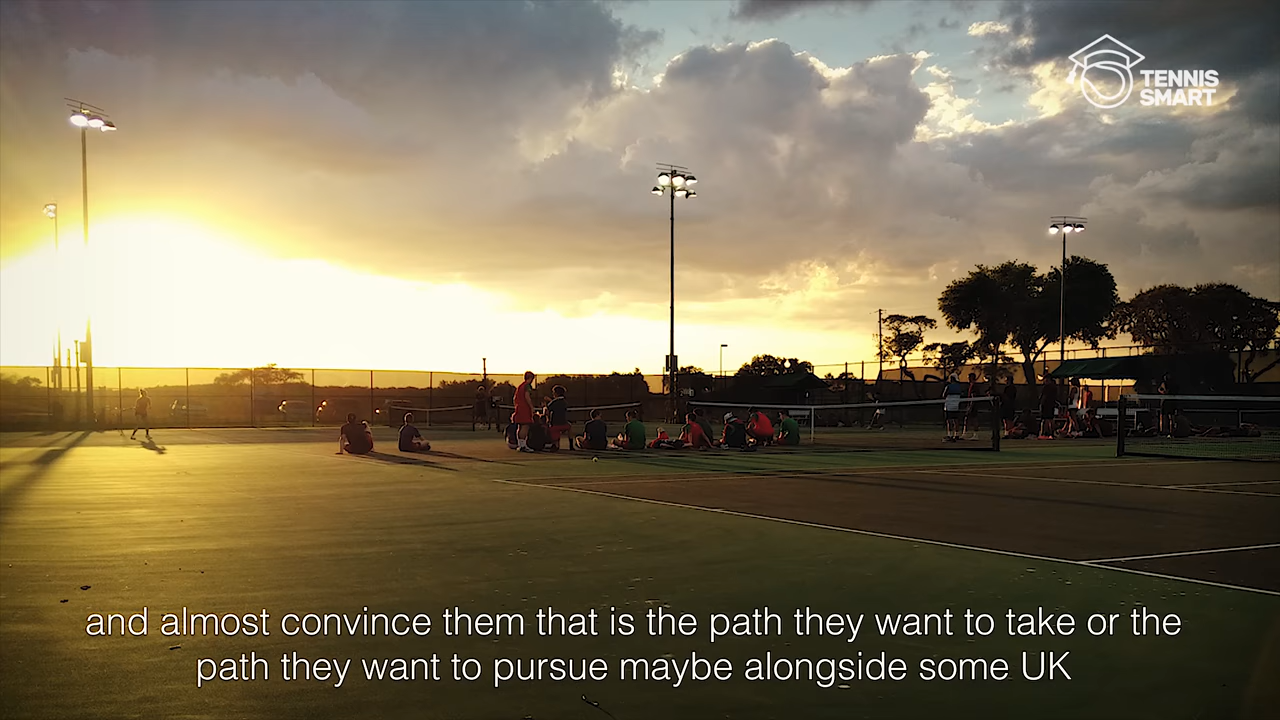 TENNIS
SMART
and almost convince them that is the path they want to take or the
path they want to pursue maybe alongside some UK